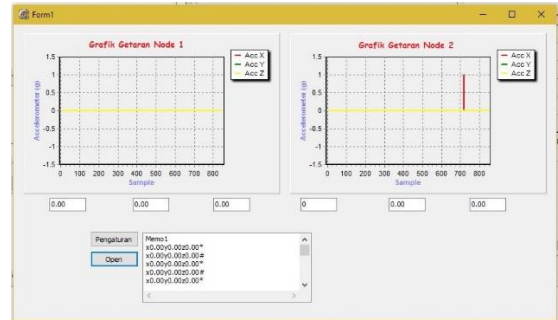 Form1
Grafik Getaran Node 1
Acc X
Acc Y
Acc Z
1.5
1
0.5
0
-0.5
-1
-1.5
Accelerometer (g)
0 100 200 300 400 500 600 700 800
Sample
Grafik Getaran Node 2
Acc X
Acc Y
Acc Z
1.5
1
0.5
0
-0.5
-1
-1.5
Accelerometer (g)
0 100 200 300 400 500 600 700 800
Sample
0.00 0.00 0.00 0 0.00 0.00
Pengaturan
Open
Memo1
x0.00y0.00z0.00*
x0.00y0.00z0.00#
x0.00y0.00z0.00*
x0.00y0.00z0.00#
x0.00y0.00z0.00*